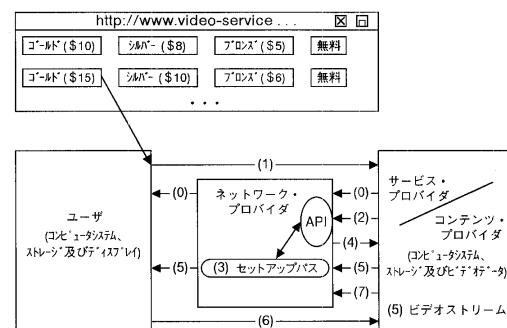 http://www.video-service . . .
ｺﾞｰﾙﾄﾞ($10) ｼﾙﾊﾞｰ ($8) ﾌﾞﾛﾝｽﾞ($5) 無料
ｺﾞｰﾙﾄﾞ($15) ｼﾙﾊﾞｰ ($10) ﾌﾞﾛﾝｽﾞ($6) 無料
• • •
(1)
(0)
ネットワーク・
プロバイダ
API
(0)
(2)
(4)
(5)
(3) セットアップパス
(5)
(7)
(6)
ユーザ
(ｺﾝﾋﾟｭｰﾀｼｽﾃﾑ、
ｽﾄﾚｰｼﾞ及びﾃﾞｨｽﾌﾟﾚｲ)
サービス・
プロバイダ
コンテンツ・
プロバイダ
(ｺﾝﾋﾟｭｰﾀｼｽﾃﾑ、
ｽﾄﾚｰｼﾞ及びﾋﾞﾃﾞｵﾃﾞｰﾀ)
(5) ビデオストリーム